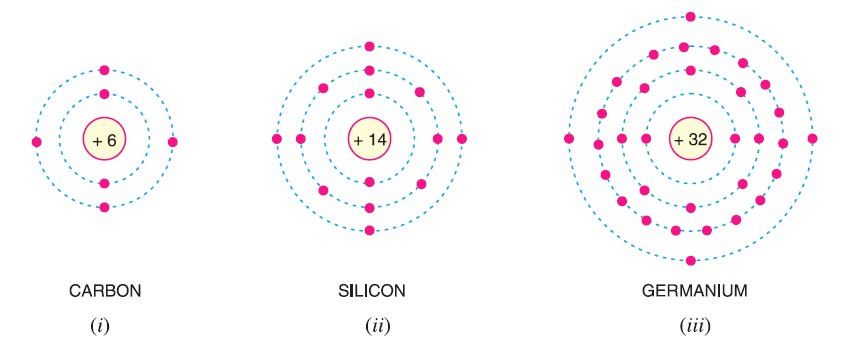 + 6
+ 14
+ 32
CARBON SILICON GERMANIUM
(i) (ii) (iii)